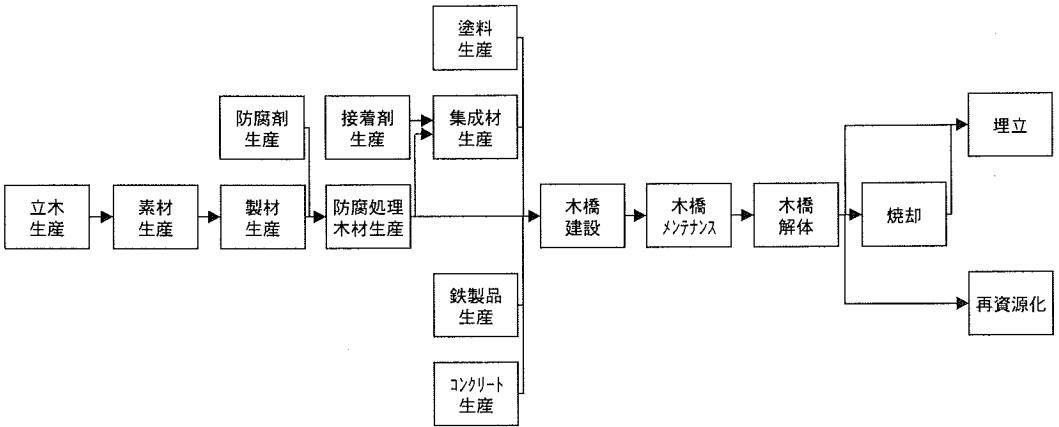 塗料
生産
防腐剤
生産
接着剤
生産
集成材
生産
埋立
立木
生産
素材
生産
製材
生産
防腐処理
木材生産
木橋
建設
木橋
ﾒﾝﾃﾅﾝｽ
木橋
解体
焼却
鉄製品
生産
再資源化
ｺﾝｸﾘｰﾄ
生産